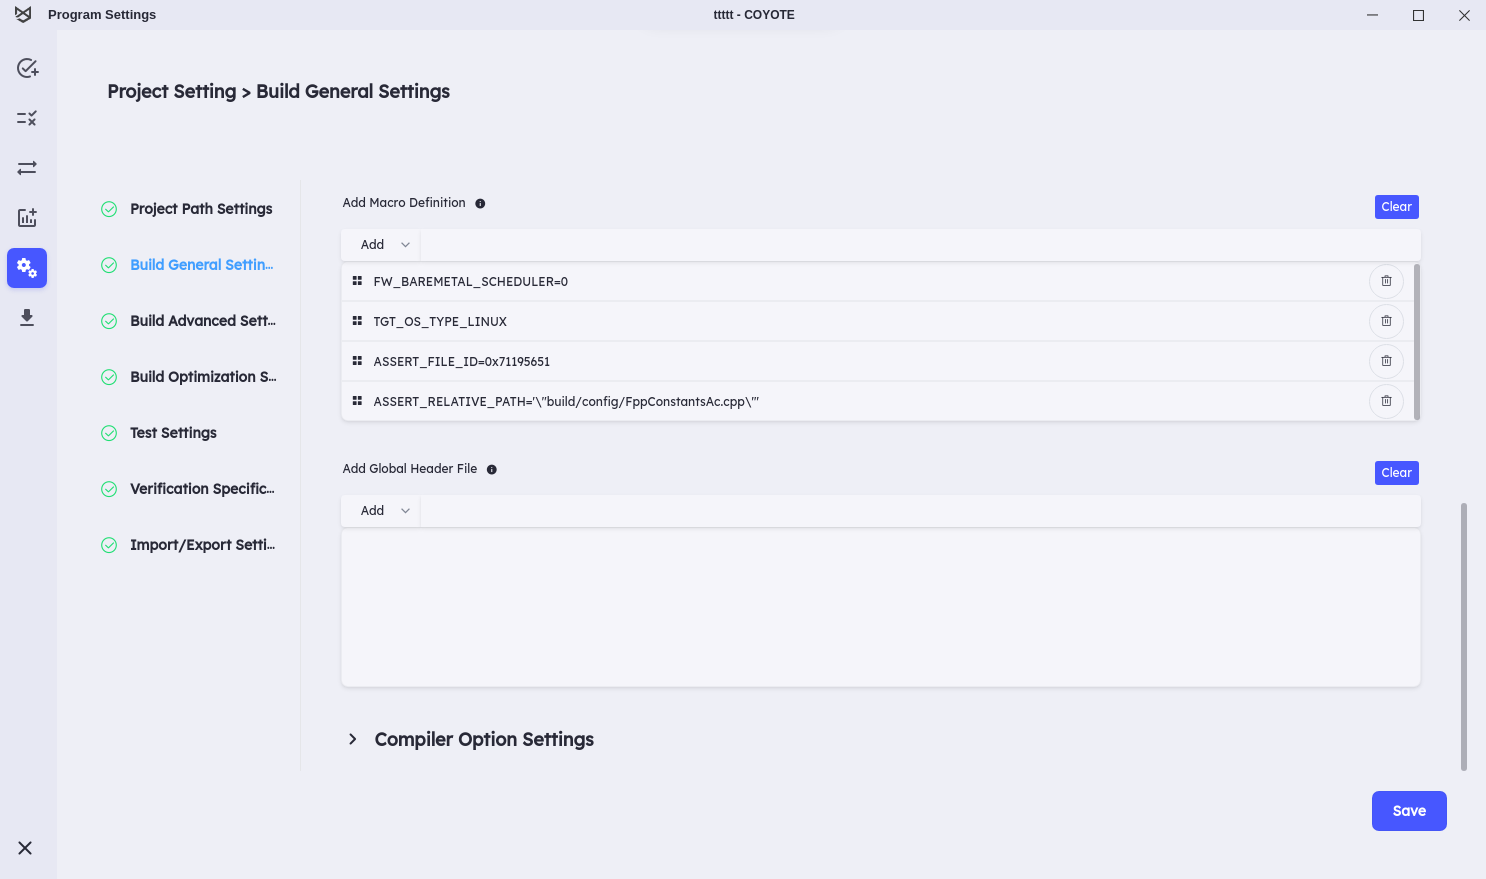 Program Settings
ttttt - COYOTE
Project Setting > Build General Settings
Project Path Settings
Build General Settin...
Build Advanced Sett...
Build Optimization S...
Test Settings
Verification Specific...
Import/Export Setti...
Add Macro Definition
Clear
Add
FW_BAREMETAL_SCHEDULER=0
TGT_OS_TYPE_LINUX
ASSERT_FILE_ID=0x71195651
ASSERT_RELATIVE_PATH='\"build/config/FppConstantsAc.cpp\"'
Add Global Header File
Clear
Add
Compiler Option Settings
Save